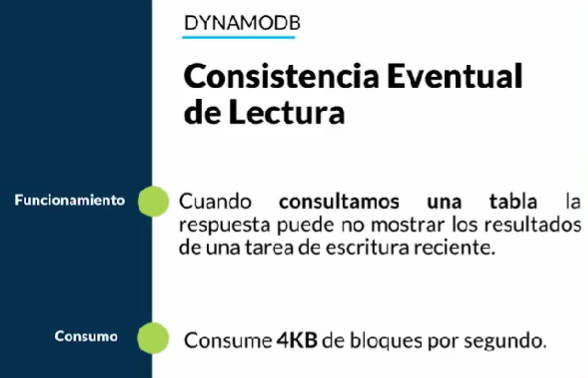 DYNAMODB
Consistencia Eventual
de Lectura
Funcionamiento
Cuando consultamos una tabla la
respuesta puede no mostrar los resultados
de una tarea de escritura reciente.
Consumo
Consume 4KB de bloques por segundo.